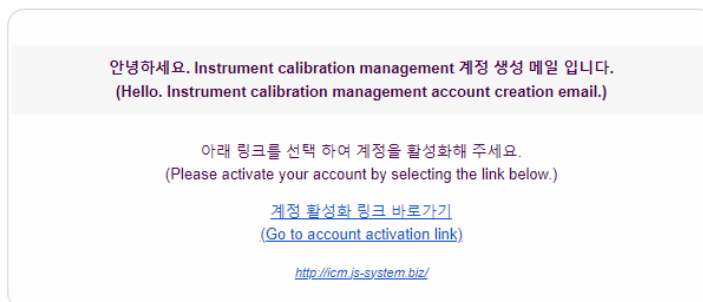 안녕하세요. Instrument calibration management 계정 생성 메일 입니다.
(Hello. Instrument calibration management account creation email.)
아래 링크를 선택 하여 계정을 활성화해 주세요.
(Please activate your account by selecting the link below.)
계정 활성화 링크 바로가기
(Go to account activation link)
http://icm.js-system.biz/